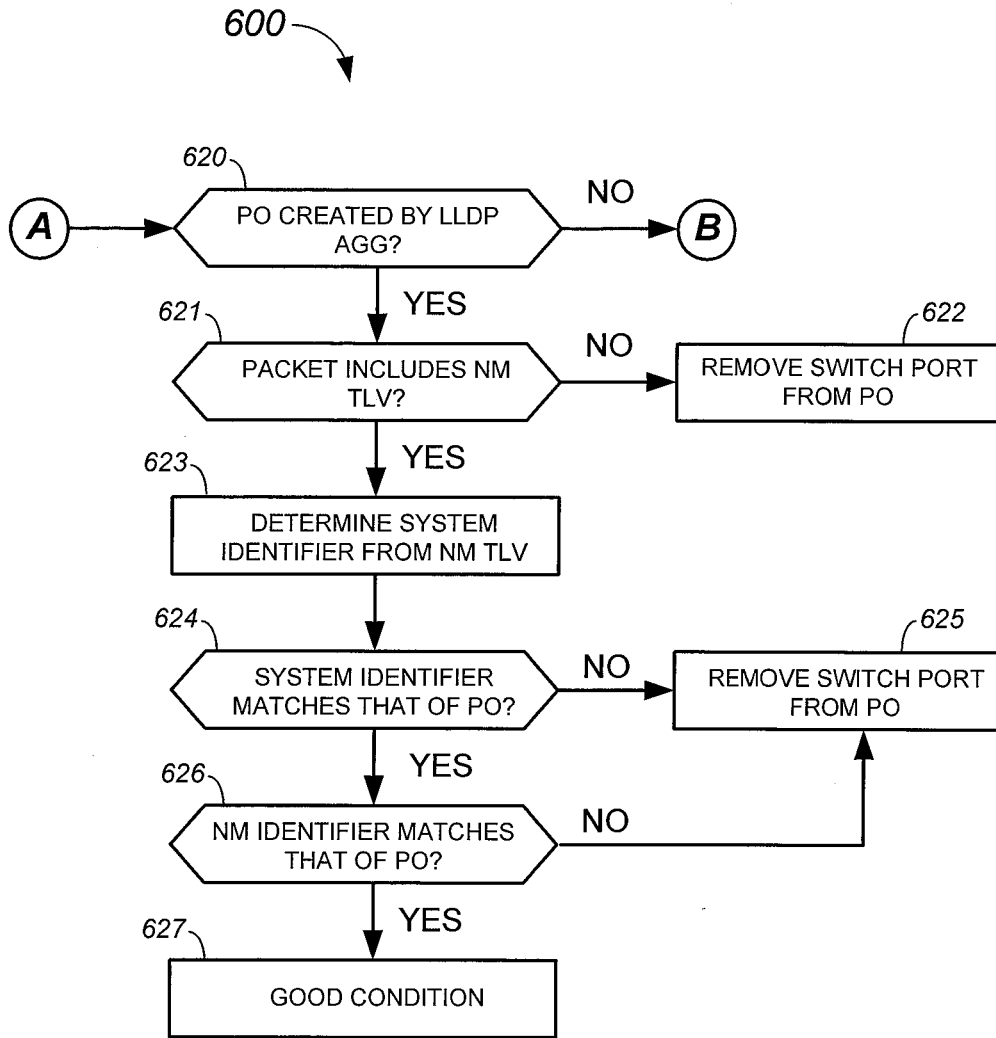 600
620
A
PO CREATED BY LLDP
AGG?
NO
B
YES
621
PACKET INCLUDES NM
TLV?
NO
622
REMOVE SWITCH PORT
FROM PO
YES
623
DETERMINE SYSTEM
IDENTIFIER FROM NM TLV
624
SYSTEM IDENTIFIER
MATCHES THAT OF PO?
NO
625
REMOVE SWITCH PORT
FROM PO
YES
626
NM IDENTIFIER MATCHES
THAT OF PO?
NO
YES
627
GOOD CONDITION